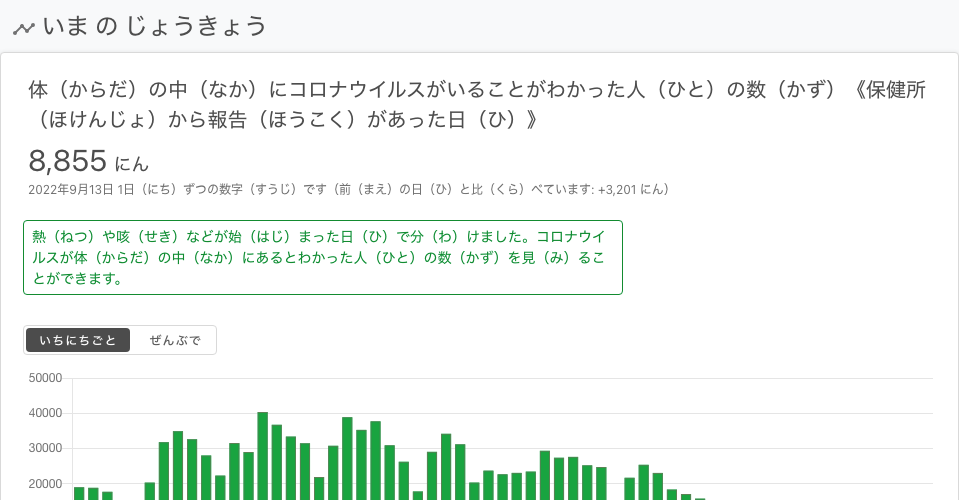 いま の じょうきょう
体（からだ）の中（なか）にコロナウイルスがいることがわかった人（ひと）の数（かず）《保健所
（ほけんじょ）から報告（ほうこく）があった日（ひ）》
8,855 にん
2022年9月13日 1日（にち）ずつの数字（すうじ）です（前（まえ）の日（ひ）と比（くら）べています: +3,201 にん）
熱（ねつ）や咳（せき）などが始（はじ）まった日（ひ）で分（わ）けました。コロナウイ
ルスが体（からだ）の中（なか）にあるとわかった人（ひと）の数（かず）を見（み）るこ
とができます。
いちにちごと ぜんぶで
50000
40000
30000
20000